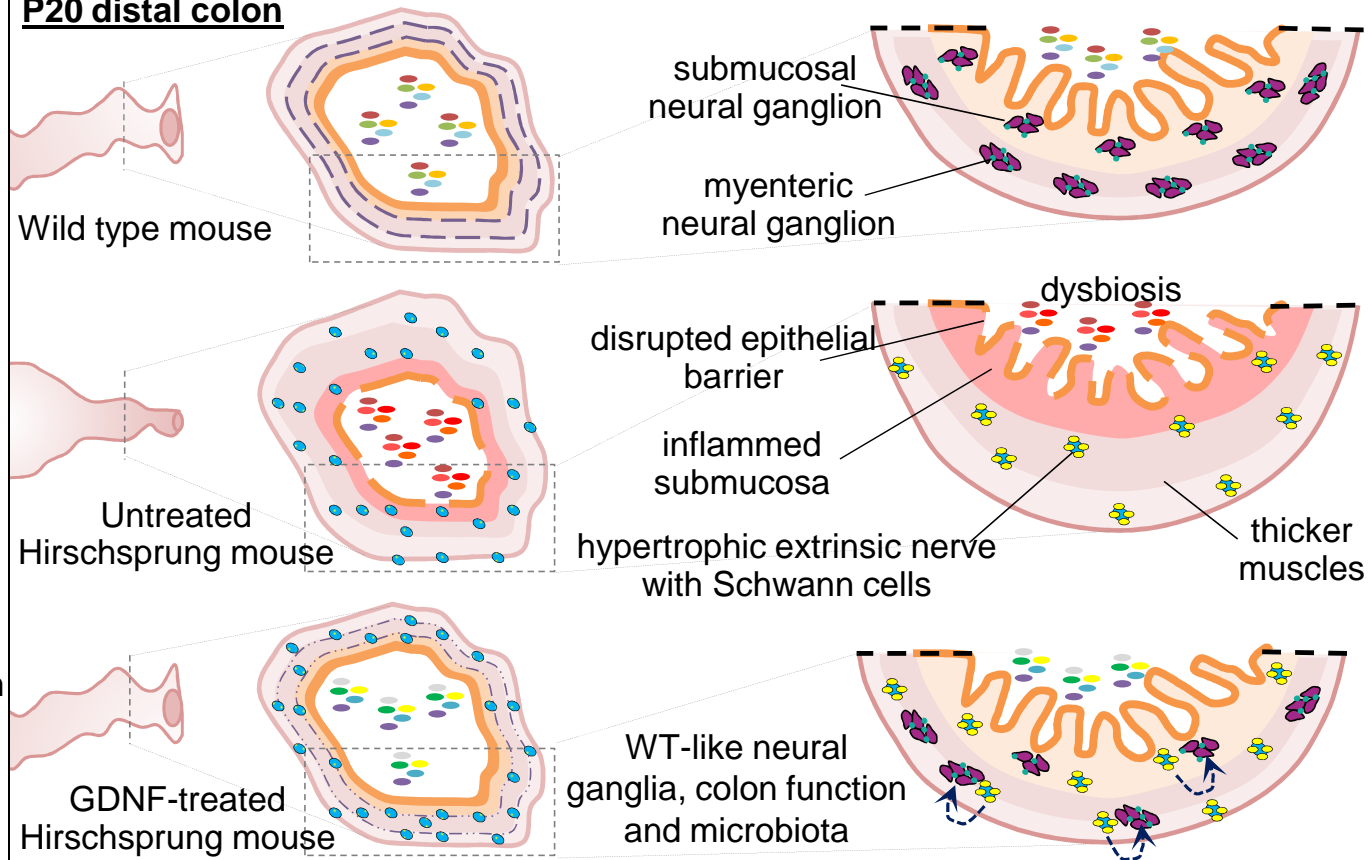 P20 distal colon
submucosal
neural ganglion
myenteric
neural ganglion
Wild type mouse
dysbiosis
disrupted epithelial
barrier
inflammed
submucosa
Untreated
Hirschsprung mouse
hypertrophic extrinsic nerve
with Schwann cells
thicker
muscles
n
WT-like neural
ganglia, colon function
and microbiota
GDNF-treated
Hirschsprung mouse